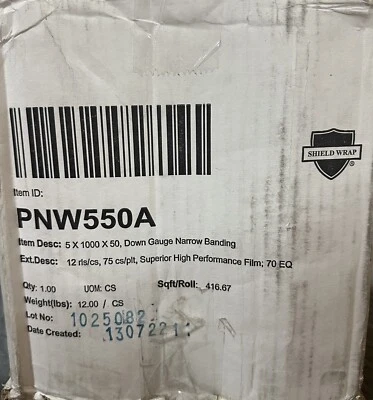 SHIELD WRAP
®
Item ID:
PNW550A
Item Desc: 5 X 1000 X 50, Down Gauge Narrow Banding
Ext.Desc: 12 rls/cs, 75 cs/plt, Superior High Performance Film; 70 EQ
Qty: 1.00 UOM: CS Sqft/Roll: 416.67
Weight(lbs): 12.00 / CS
Lot No: 1025082
Date Created: